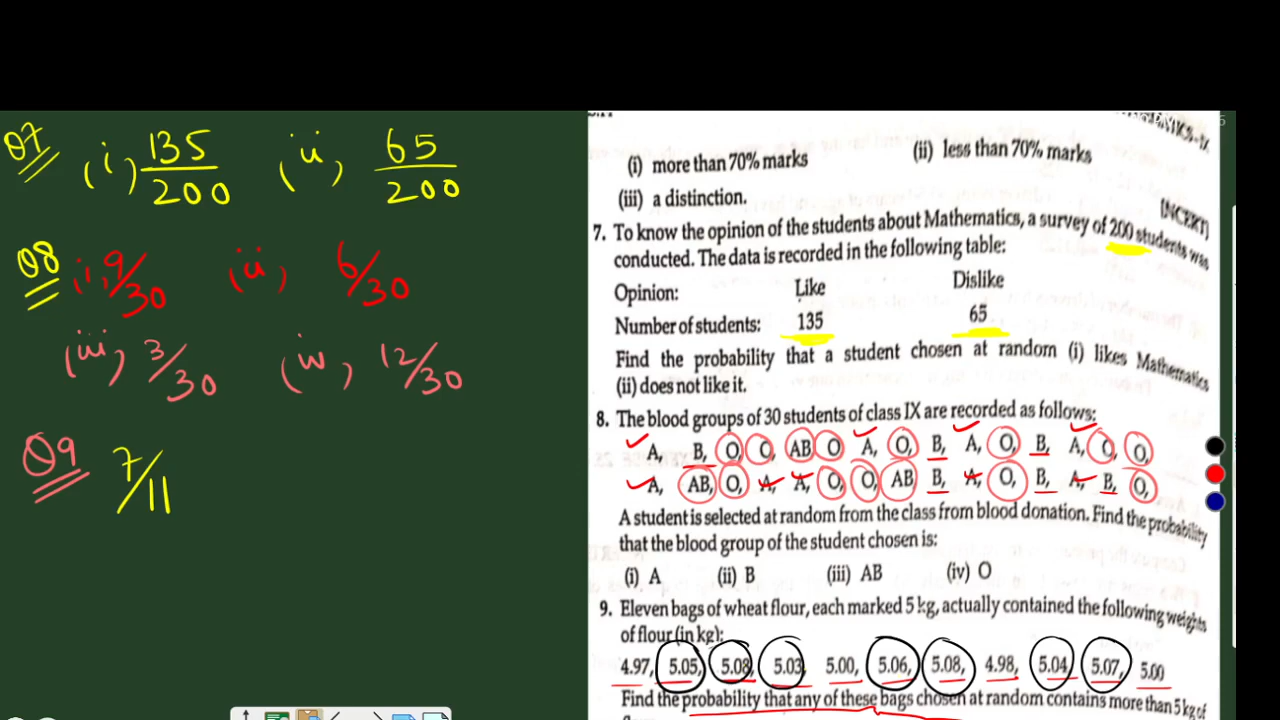 Q7 (i) 135/200 (ii) 65/200
Q8 (i) 9/30 (ii) 6/30
(iii) 3/30 (iv) 12/30
Q9 7/11
(i) more than 70% marks (ii) less than 70% marks
(iii) a distinction. [NCERT]
7. To know the opinion of the students about Mathematics, a survey of 200 students was
conducted. The data is recorded in the following table:
Opinion: Like Dislike
Number of students: 135 65
Find the probability that a student chosen at random (i) likes Mathematics
(ii) does not like it.
8. The blood groups of 30 students of class IX are recorded as follows:
A, B, O, O, AB, O, A, O, B, A, O, B, A, O, O,
A, AB, O, A, A, O, O, AB, B, A, O, B, A, B, O,
A student is selected at random from the class from blood donation. Find the probability
that the blood group of the student chosen is:
(i) A (ii) B (iii) AB (iv) O
9. Eleven bags of wheat flour, each marked 5 kg, actually contained the following weights
of flour (in kg):
4.97, 5.05, 5.08, 5.03, 5.00, 5.06, 5.08, 4.98, 5.04, 5.07, 5.00
Find the probability that any of these bags chosen at random contains more than 5 kg of